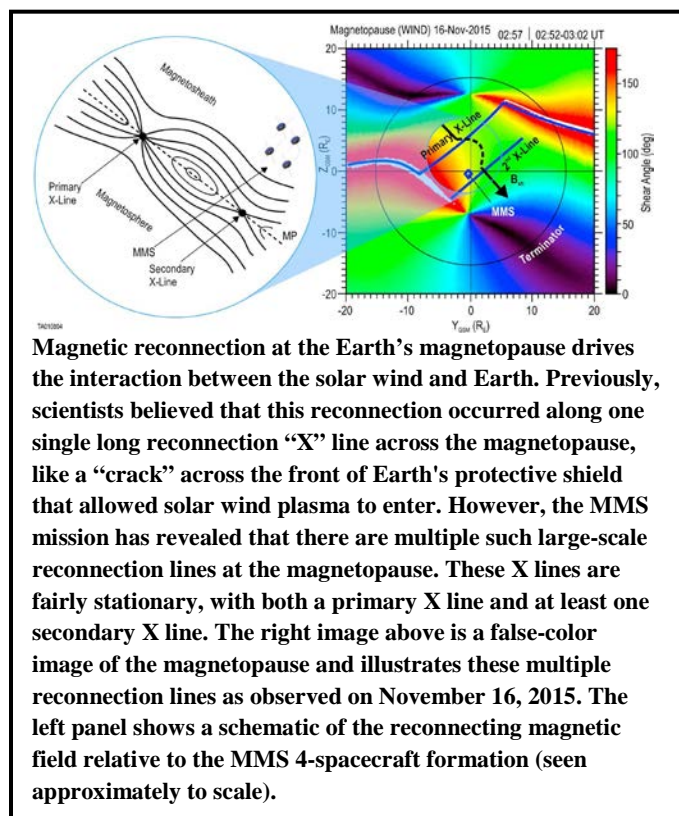 Magnetopause (WIND) 16-Nov-2015 02:57 | 02:52-03:02 UT
Magnetosheath
Primary
X-Line
Magnetosphere
MMS
Secondary
X-Line
MP
TA010804
20
10
0
-10
20
Z GSM (R E)
Primary X-Line
2nd X-Line
MMS
Terminator
-20
-10
0
10
20
Y GSM (R E)
150
100
50
0
Shear Angle (deg)
Magnetic reconnection at the Earth’s magnetopause drives
the interaction between the solar wind and Earth. Previously,
scientists believed that this reconnection occurred along one
single long reconnection “X” line across the magnetopause,
like a “crack” across the front of Earth's protective shield
that allowed solar wind plasma to enter. However, the MMS
mission has revealed that there are multiple such large-scale
reconnection lines at the magnetopause. These X lines are
fairly stationary, with both a primary X line and at least one
secondary X line. The right image above is a false-color
image of the magnetopause and illustrates these multiple
reconnection lines as observed on November 16, 2015. The
left panel shows a schematic of the reconnecting magnetic
field relative to the MMS 4-spacecraft formation (seen
approximately to scale).